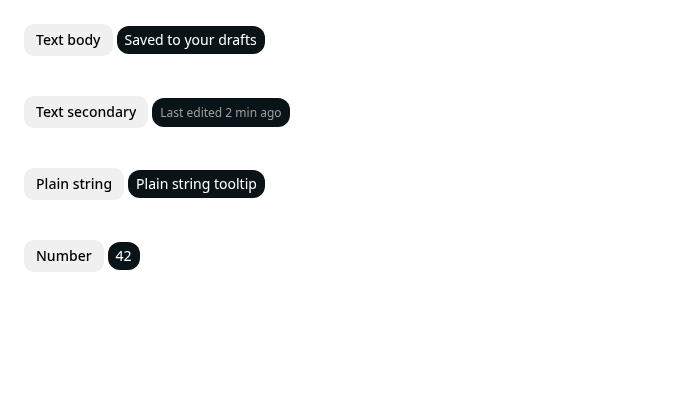 Text body Saved to your drafts
Text secondary Last edited 2 min ago
Plain string Plain string tooltip
Number 42